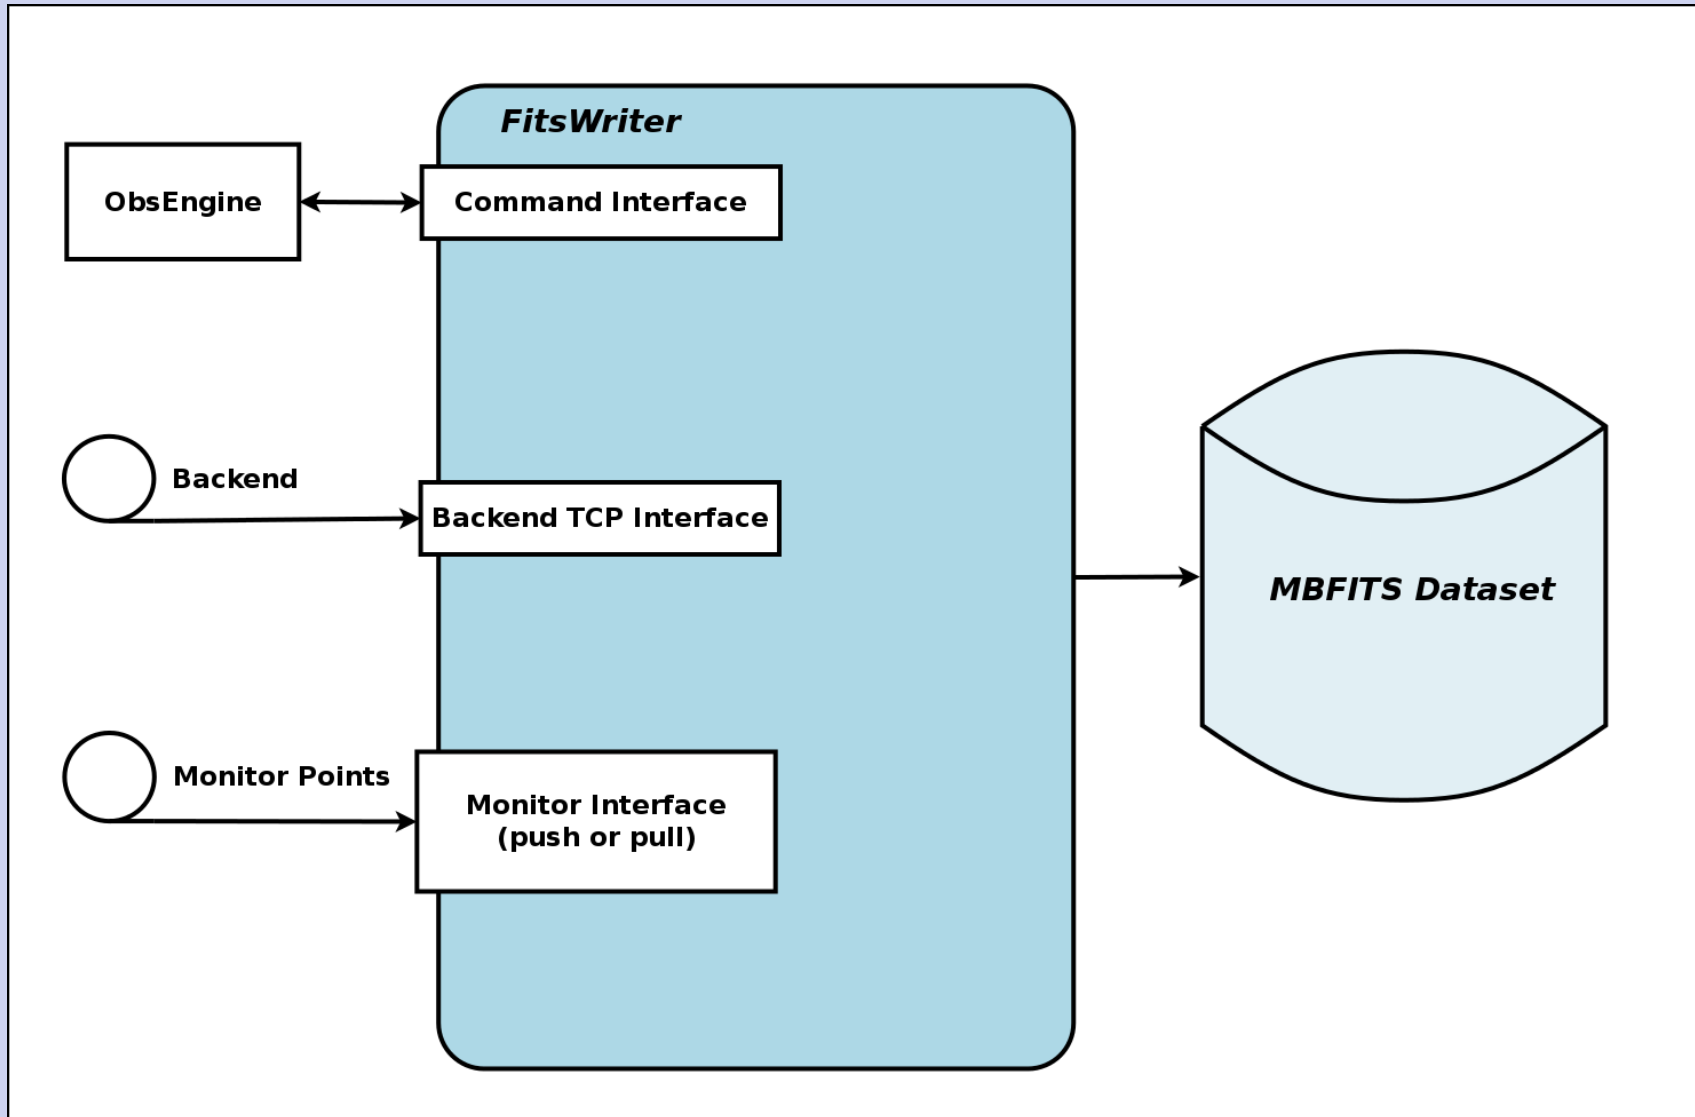 FitsWriter
ObsEngine
Command Interface
Backend
Backend TCP Interface
MBFITS Dataset
Monitor Points
Monitor Interface
(push or pull)